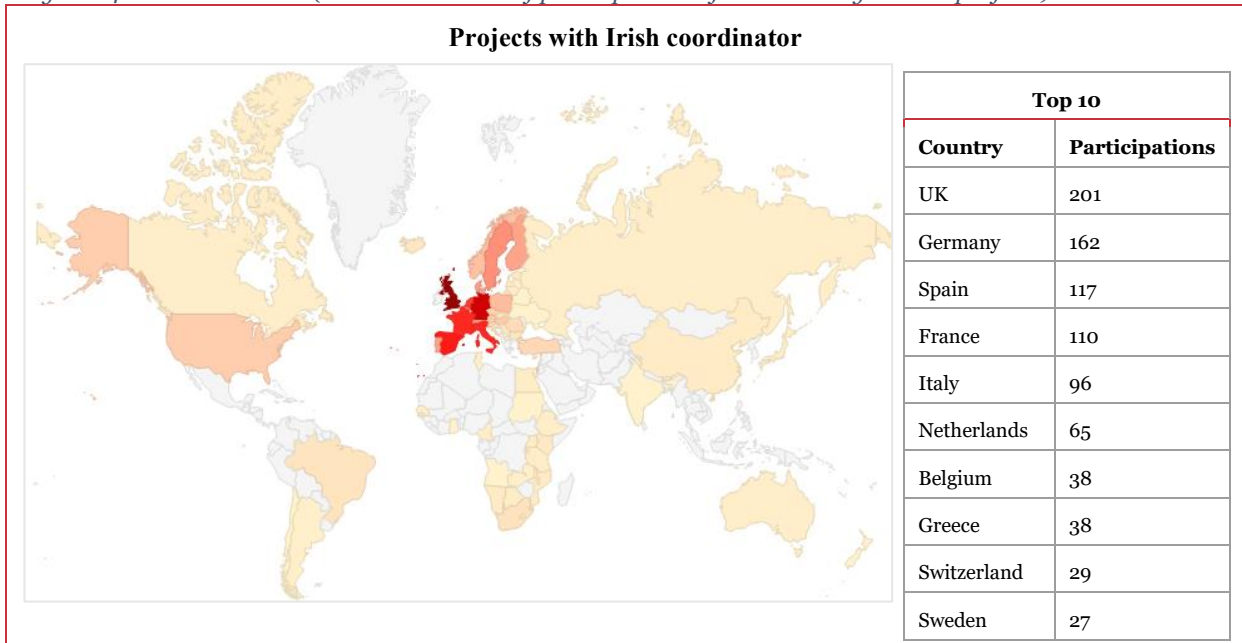 Projects with Irish coordinator
Top 10
Country Participations
UK 201
Germany 162
Spain 117
France 110
Italy 96
Netherlands 65
Belgium 38
Greece 38
Switzerland 29
Sweden 27